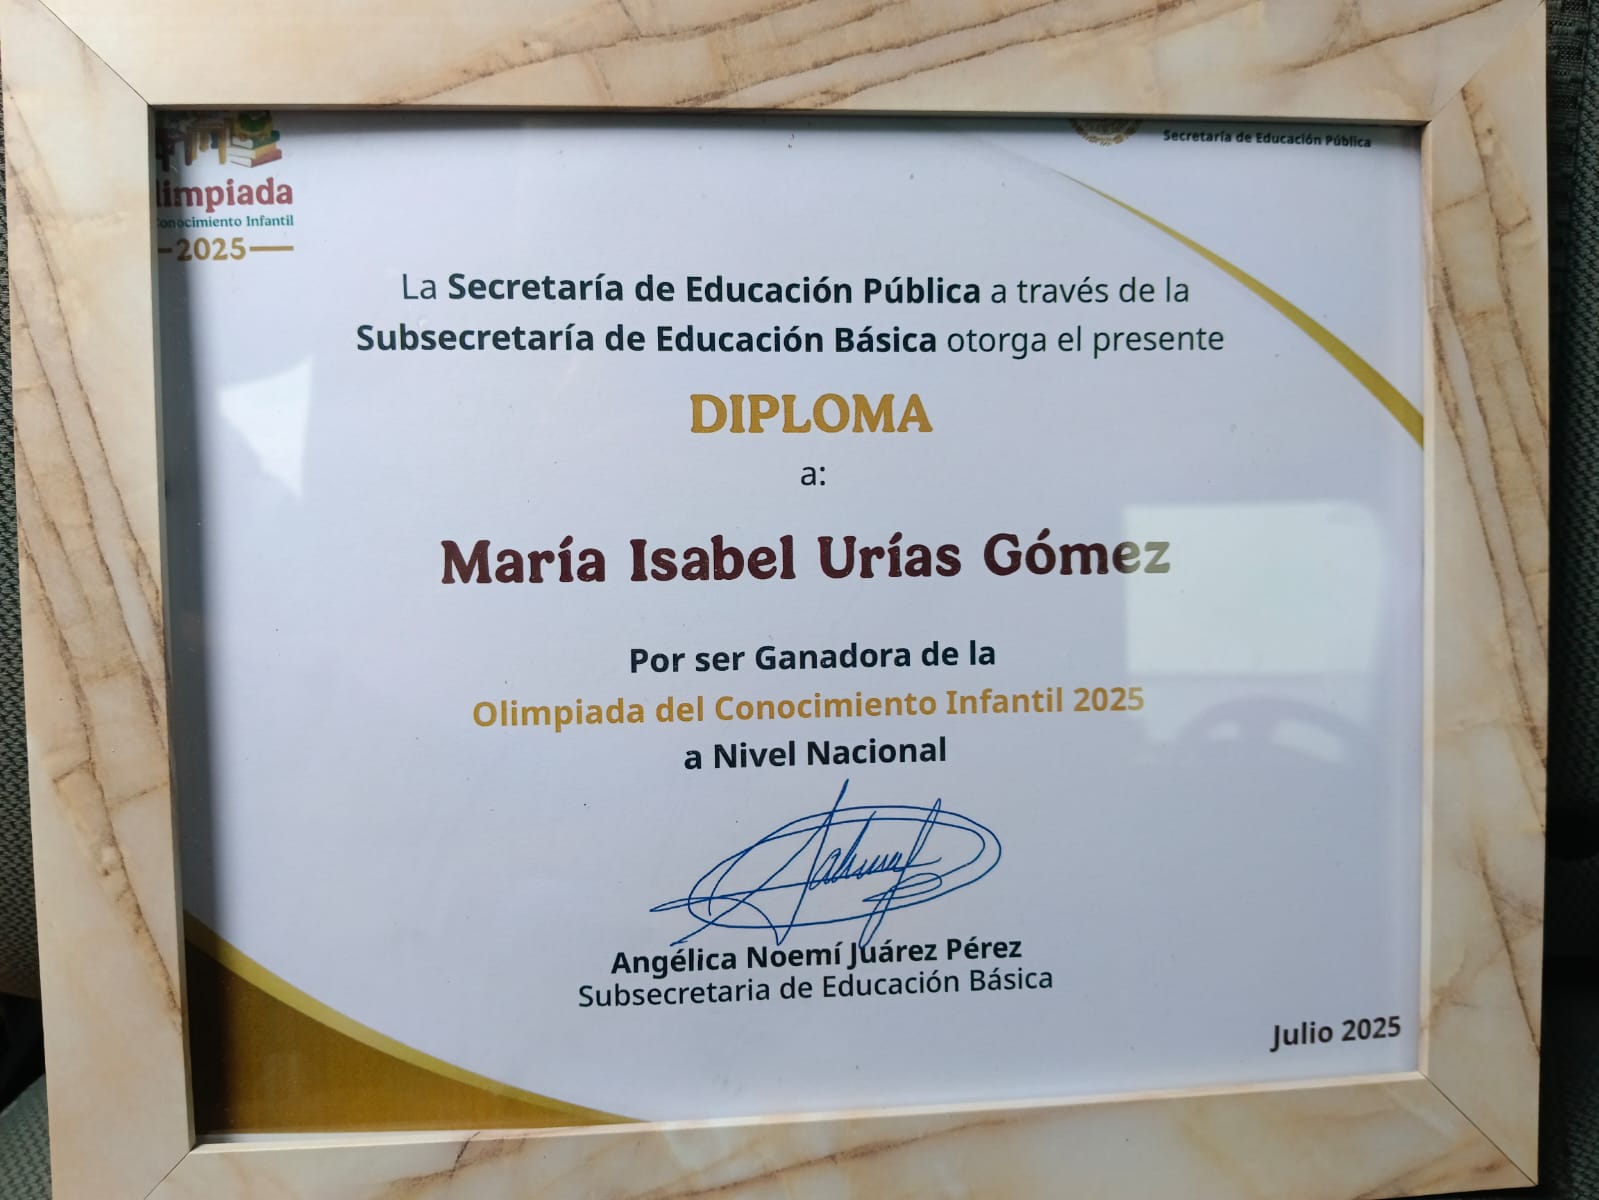 limpiada
onocimiento Infantil
2025
Secretaría de Educación Pública
La Secretaría de Educación Pública a través de la
Subsecretaría de Educación Básica otorga el presente
DIPLOMA
a:
María Isabel Urías Gómez
Por ser Ganadora de la
Olimpiada del Conocimiento Infantil 2025
a Nivel Nacional
Angélica Noemí Juárez Pérez
Subsecretaria de Educación Básica
Julio 2025